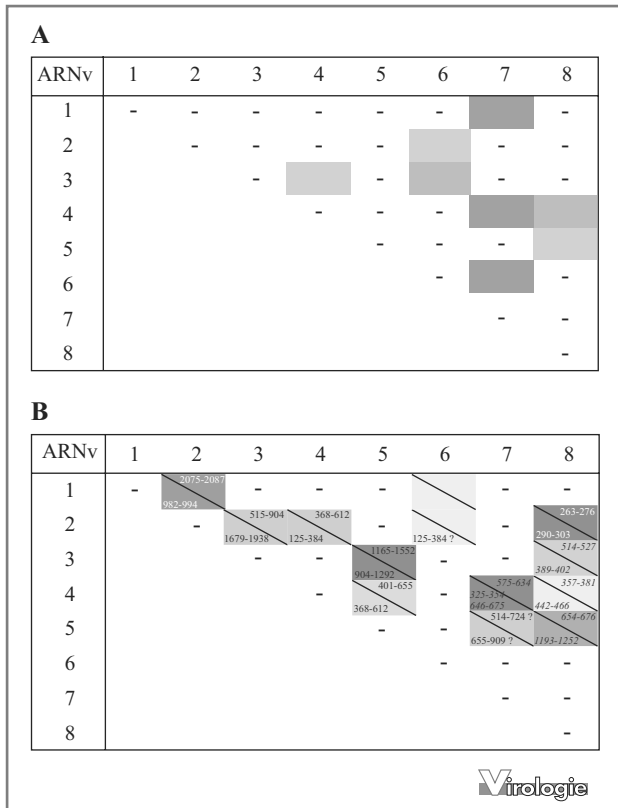 A
ARNv 1 2 3 4 5 6 7 8
1 - - - - - - -
2 - - - - - -
3 - - - -
4 - - -
5 - - -
6 - -
7 - -
8 -
B
ARNv 1 2 3 4 5 6 7 8
1 - 2075-2087 - - - - -
982-994
2 - 515-904 368-612 - 263-276
1679-1938 125-384 125-384 ? 290-303
3 - - 1165-1552 - - 514-527
904-1292 389-402
4 - 401-655 - 575-634 357-381
368-612 325-354 442-466
646-675
5 - - 514-724 ? 654-676
655-909 ? 1193-1252
6 - - -
7 - -
8 -
Virologie